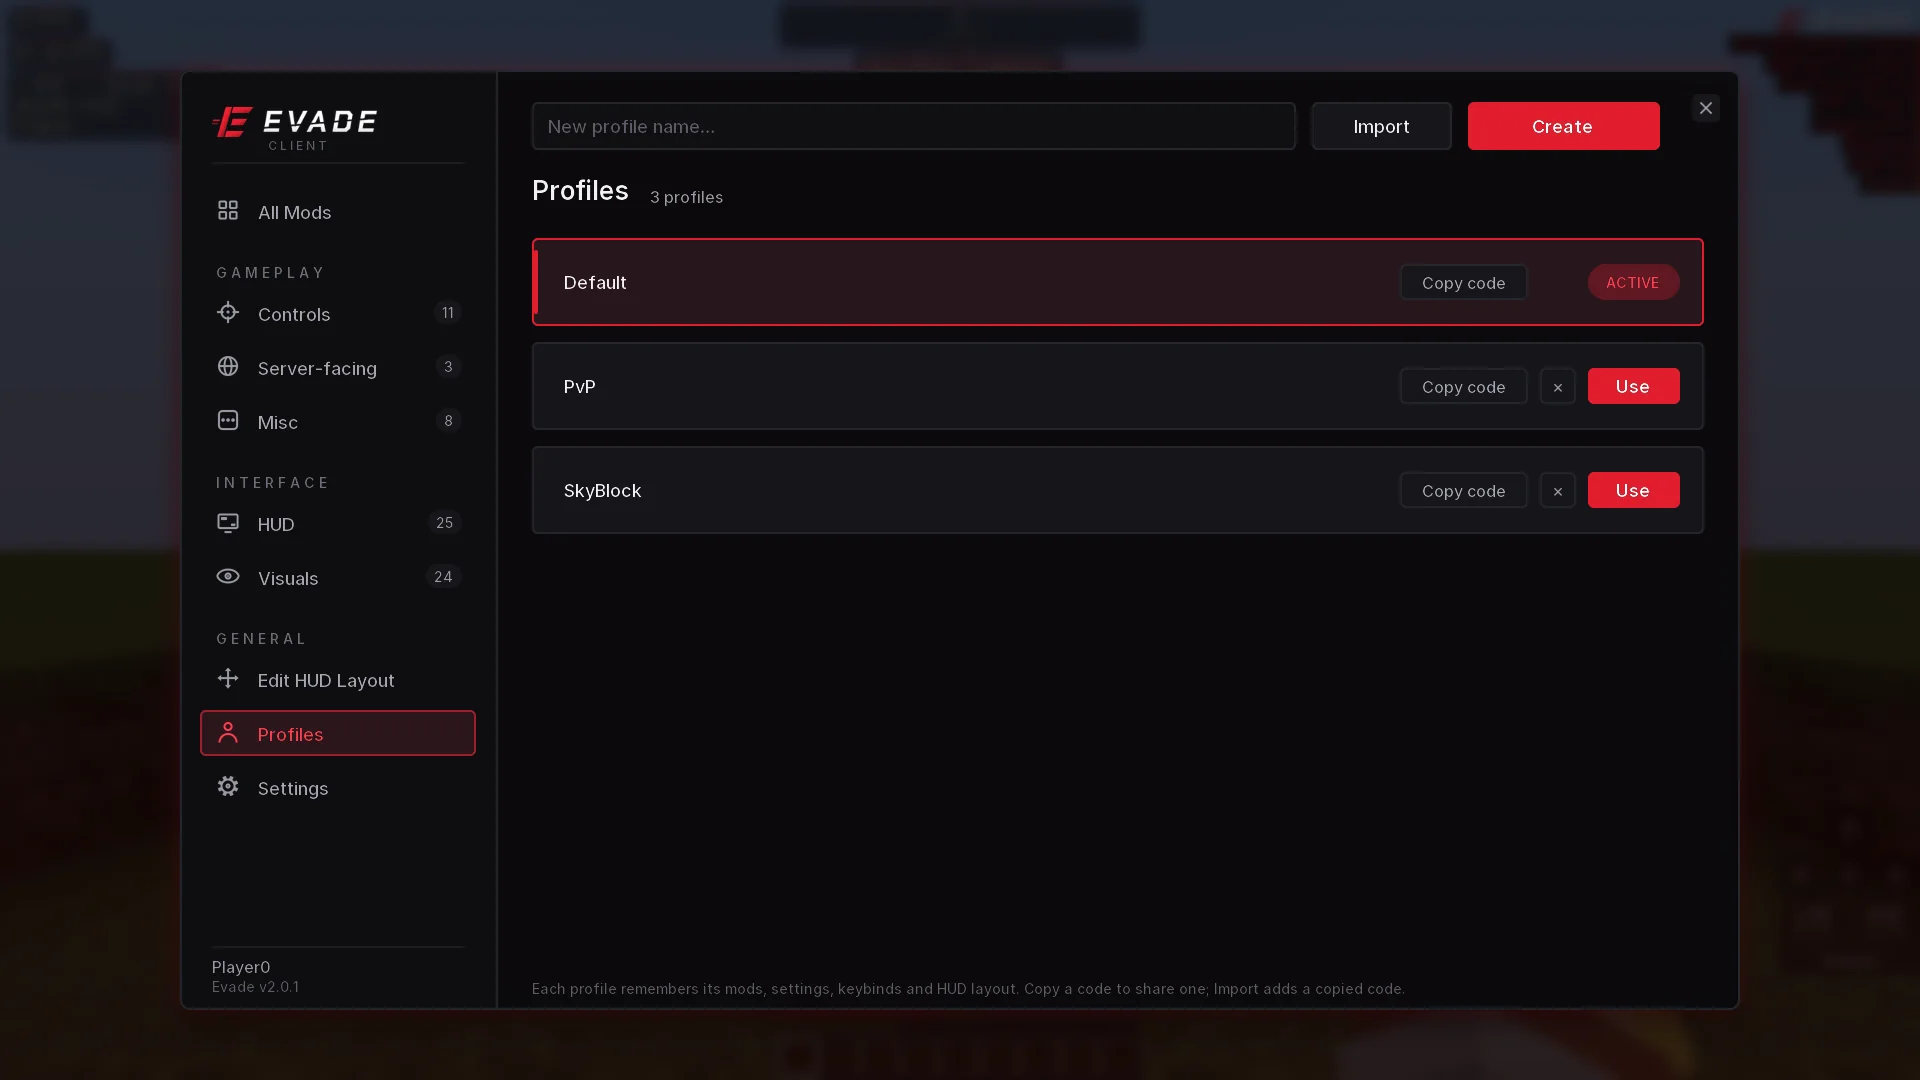 EVADE
CLIENT
All Mods
GAMEPLAY
Controls 11
Server-facing 3
Misc 8
INTERFACE
HUD 25
Visuals 24
GENERAL
Edit HUD Layout
Profiles
Settings
Player0
Evade v2.0.1
New profile name... Import Create ×
Profiles 3 profiles
Default Copy code ACTIVE
PvP Copy code × Use
SkyBlock Copy code × Use
Each profile remembers its mods, settings, keybinds and HUD layout. Copy a code to share one; Import adds a copied code.